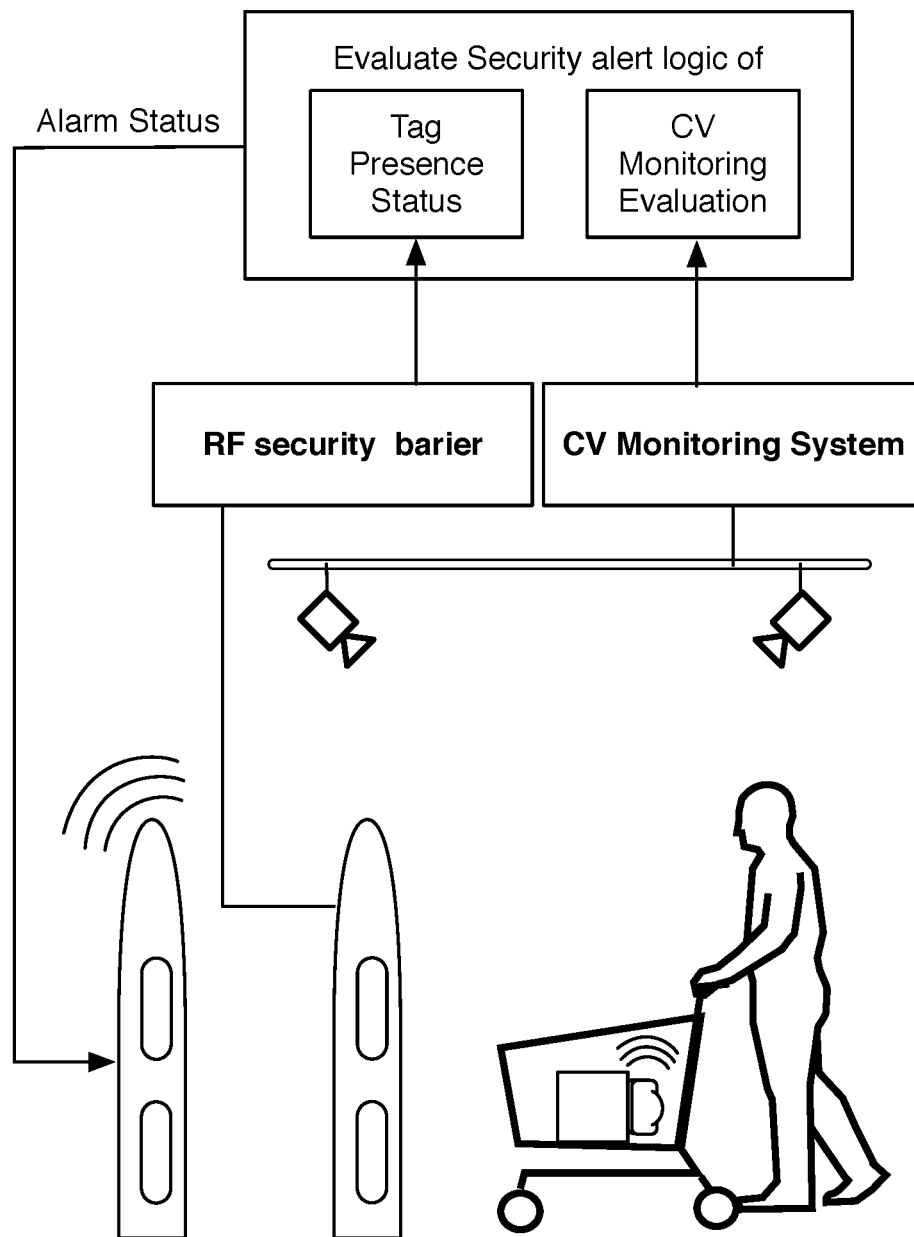 Evaluate Security alert logic of
Alarm Status
Tag
Presence
Status
CV
Monitoring
Evaluation
RF security  barier
CV Monitoring System